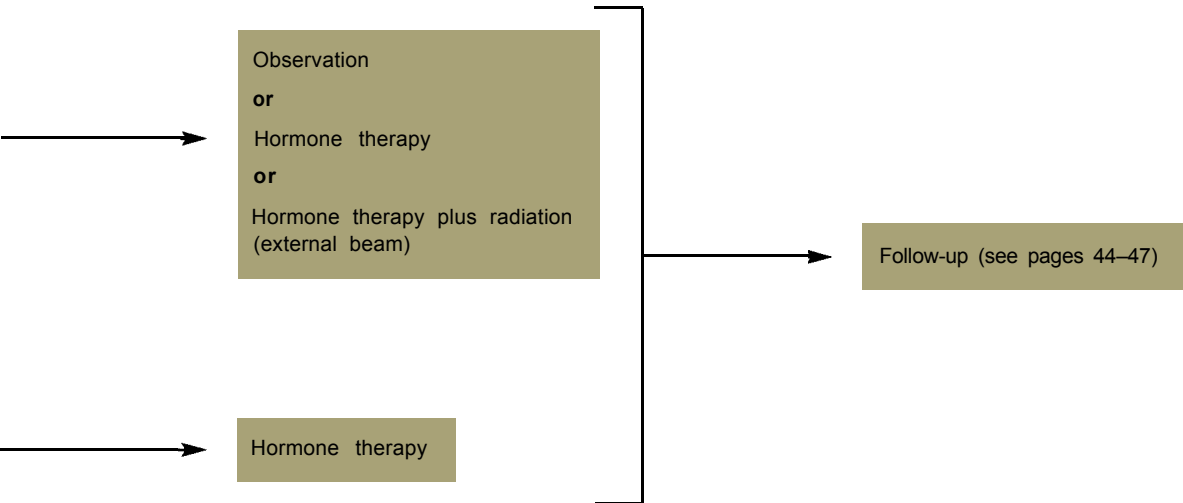 Observation
or
Hormone therapy
or
Hormone therapy plus radiation
(external beam)
Follow-up (see pages 44–47)
Hormone therapy